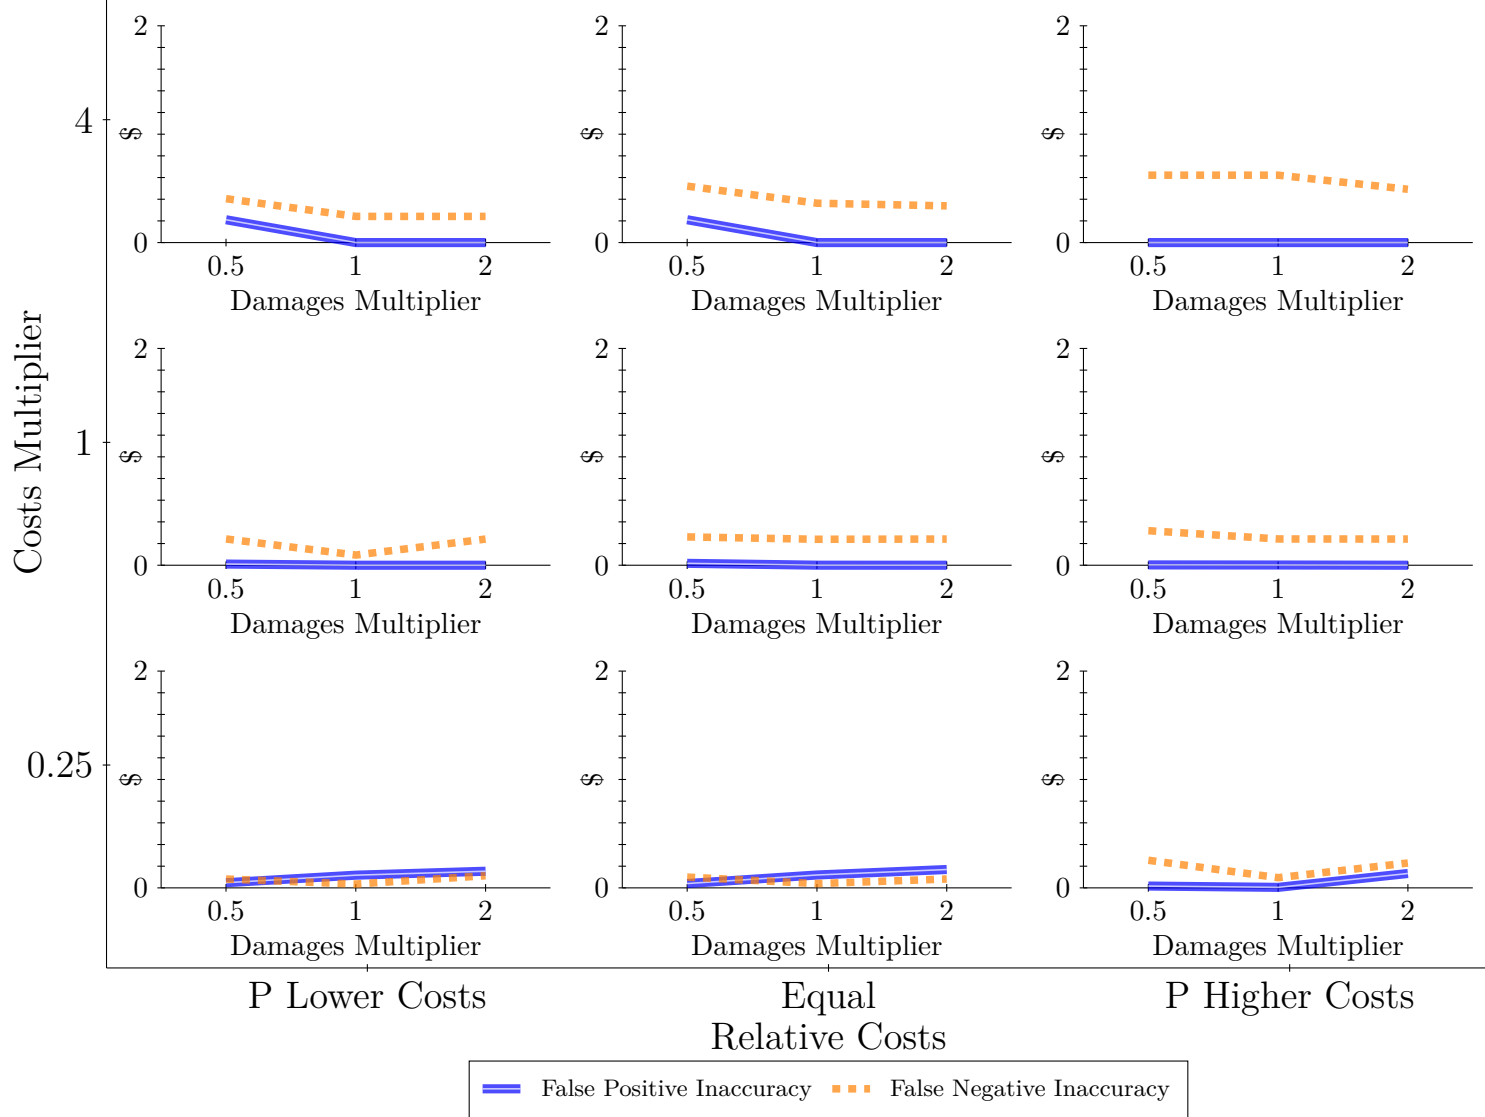 Costs Multiplier
4
1
0.25
2
$
0
0.5 1 2
Damages Multiplier
2
$
0
0.5 1 2
Damages Multiplier
2
$
0
0.5 1 2
Damages Multiplier
2
$
0
0.5 1 2
Damages Multiplier
2
$
0
0.5 1 2
Damages Multiplier
2
$
0
0.5 1 2
Damages Multiplier
2
$
0
0.5 1 2
Damages Multiplier
2
$
0
0.5 1 2
Damages Multiplier
2
$
0
0.5 1 2
Damages Multiplier
P Lower Costs
Equal
P Higher Costs
Relative Costs
False Positive Inaccuracy
False Negative Inaccuracy